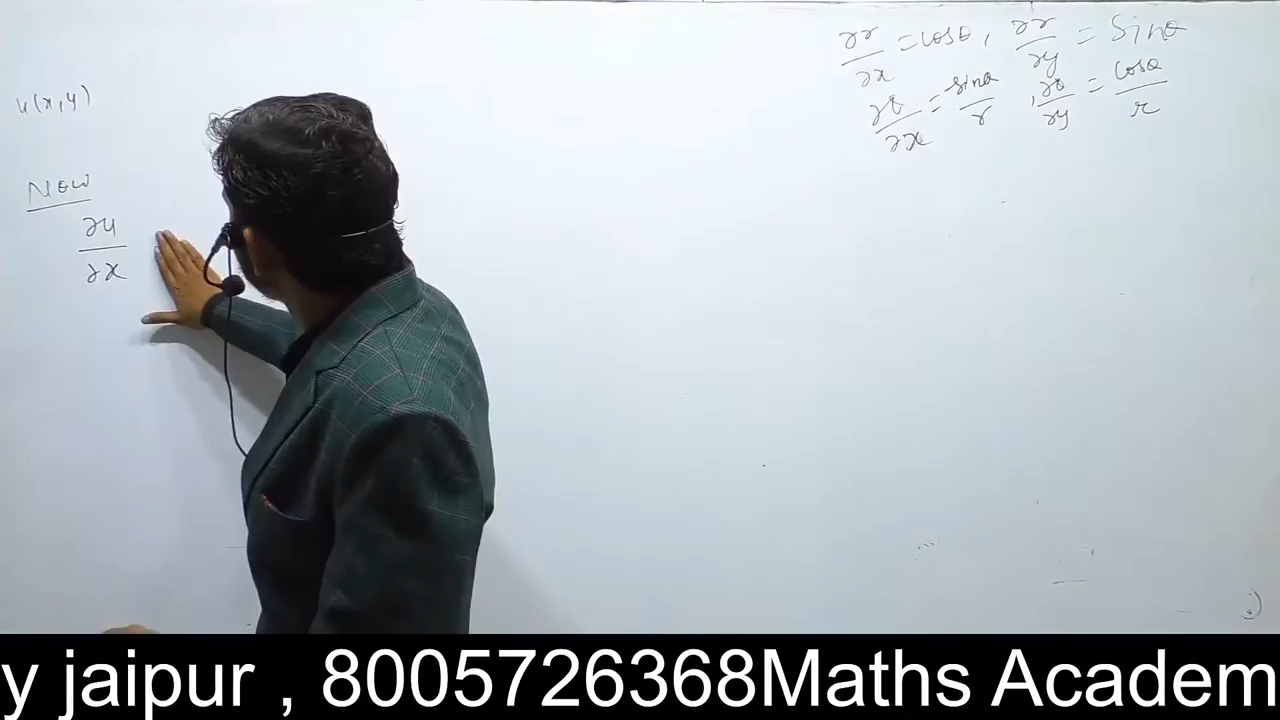 ∂r/∂x = cosθ, ∂r/∂y = Sinθ
∂θ/∂x = sinθ/r, ∂θ/∂y = cosθ/r
u(x,y)
Now
∂u/∂x
y jaipur , 8005726368Maths Academ